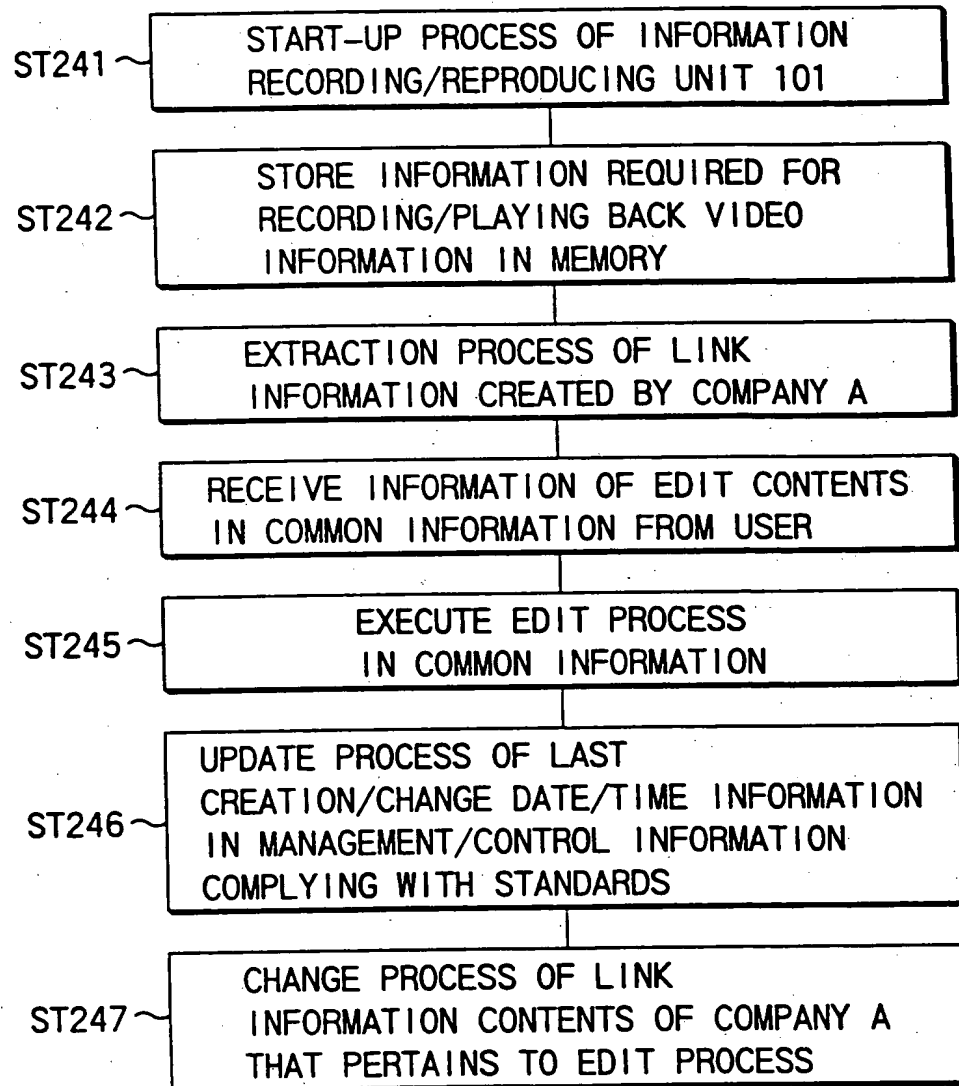 ST241
START-UP PROCESS OF INFORMATION
RECORDING/REPRODUCING UNIT 101
ST242
STORE INFORMATION REQUIRED FOR
RECORDING/PLAYING BACK VIDEO
INFORMATION IN MEMORY
ST243
EXTRACTION PROCESS OF LINK
INFORMATION CREATED BY COMPANY A
ST244
RECEIVE INFORMATION OF EDIT CONTENTS
IN COMMON INFORMATION FROM USER
ST245
EXECUTE EDIT PROCESS
IN COMMON INFORMATION
ST246
UPDATE PROCESS OF LAST
CREATION/CHANGE DATE/TIME INFORMATION
IN MANAGEMENT/CONTROL INFORMATION
COMPLYING WITH STANDARDS
ST247
CHANGE PROCESS OF LINK
INFORMATION CONTENTS OF COMPANY A
THAT PERTAINS TO EDIT PROCESS